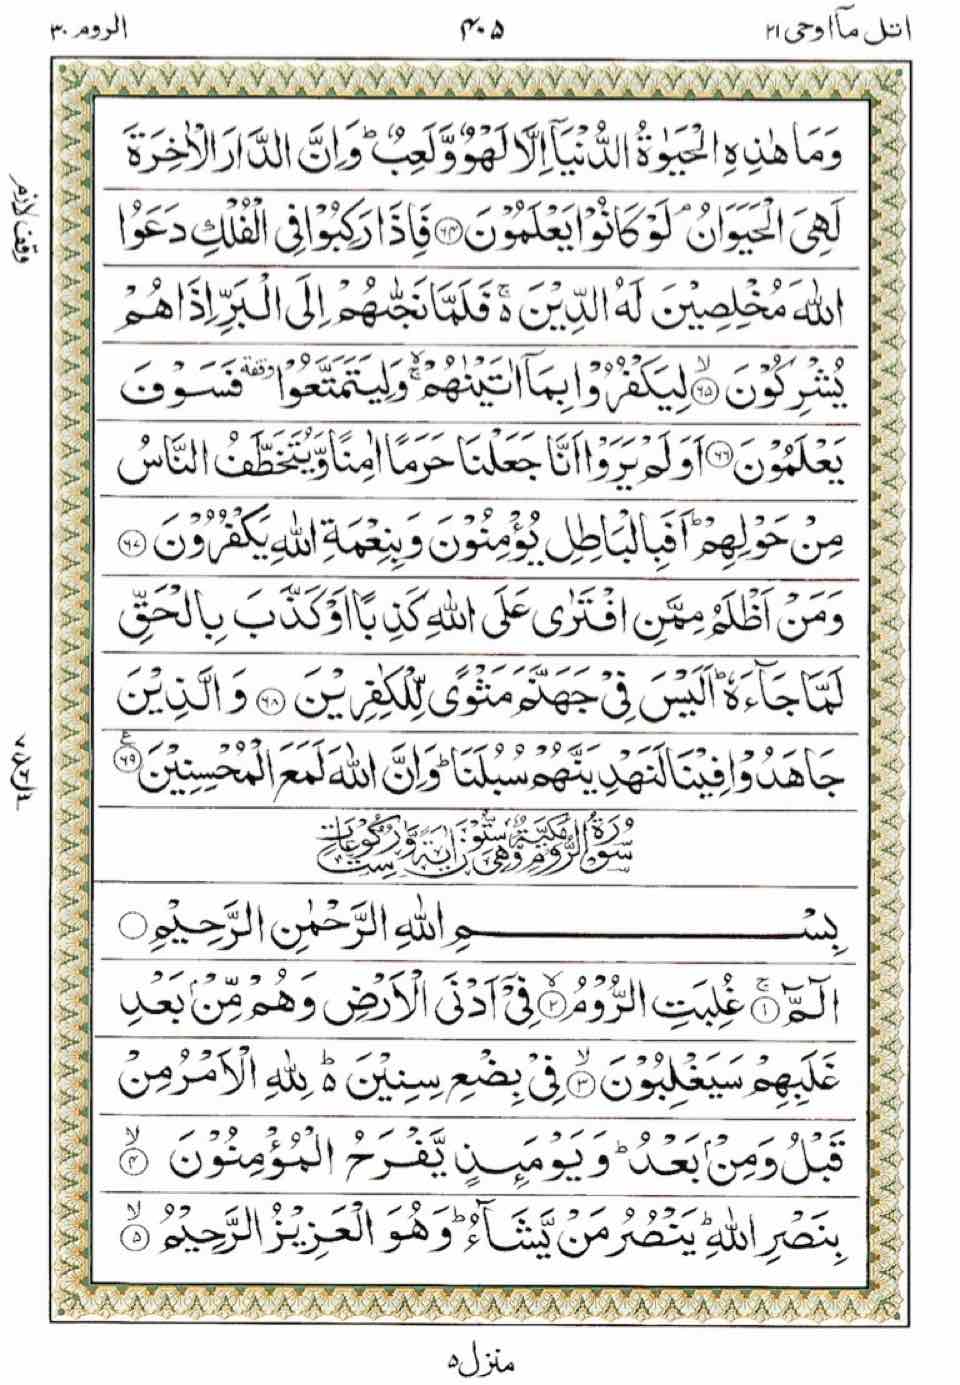 اتل مآ اوحی ۲۱
۴۰۵
الروم ۳۰
وَمَا هٰذِهِ الْحَيٰوةُ الدُّنْيَآ اِلَّا لَهْوٌ وَّلَعِبٌ ؕ وَاِنَّ الدَّارَ الْاٰخِرَةَ
لَهِیَ الْحَيَوَانُ ۘ لَوْ كَانُوْا يَعْلَمُوْنَ ﴿۶۴﴾ فَاِذَا رَكِبُوْا فِی الْفُلْكِ دَعَوُا
اللّٰهَ مُخْلِصِيْنَ لَهُ الدِّيْنَ ۚ۬ فَلَمَّا نَجّٰىهُمْ اِلَى الْبَرِّ اِذَا هُمْ
يُشْرِكُوْنَ ﴿۶۵﴾ۙ لِيَكْفُرُوْا بِمَآ اٰتَيْنٰهُمْ ۚۙ وَلِيَتَمَتَّعُوْا وقفة فَسَوْفَ
يَعْلَمُوْنَ ﴿۶۶﴾ اَوَلَمْ يَرَوْا اَنَّا جَعَلْنَا حَرَمًا اٰمِنًا وَّيُتَخَطَّفُ النَّاسُ
مِنْ حَوْلِهِمْ ؕ اَفَبِالْبَاطِلِ يُؤْمِنُوْنَ وَبِنِعْمَةِ اللّٰهِ يَكْفُرُوْنَ ﴿۶۷﴾
وَمَنْ اَظْلَمُ مِمَّنِ افْتَرٰى عَلَى اللّٰهِ كَذِبًا اَوْ كَذَّبَ بِالْحَقِّ
لَمَّا جَآءَهٗ ؕ اَلَيْسَ فِیْ جَهَنَّمَ مَثْوًى لِّلْكٰفِرِيْنَ ﴿۶۸﴾ وَالَّذِيْنَ
جَاهَدُوْا فِيْنَا لَنَهْدِيَنَّهُمْ سُبُلَنَا ؕ وَاِنَّ اللّٰهَ لَمَعَ الْمُحْسِنِيْنَ ﴿۶۹﴾ ع
سُوْرَةُ الرُّوْمِ مَكِّيَّةٌ وَّهِیَ سِتُّوْنَ اٰيَةً وَّسِتُّ رُكُوْعَاتٍ
بِسْمِ اللّٰهِ الرَّحْمٰنِ الرَّحِيْمِ
الٓمّٓ ﴿۱﴾ۚ غُلِبَتِ الرُّوْمُ ﴿۲﴾ۙ فِیْۤ اَدْنَى الْاَرْضِ وَهُمْ مِّنْۢ بَعْدِ
غَلَبِهِمْ سَيَغْلِبُوْنَ ﴿۳﴾ۙ فِیْ بِضْعِ سِنِيْنَ ؕ۬ لِلّٰهِ الْاَمْرُ مِنْ
قَبْلُ وَمِنْۢ بَعْدُ ؕ وَيَوْمَئِذٍ يَّفْرَحُ الْمُؤْمِنُوْنَ ﴿۴﴾ۙ
بِنَصْرِ اللّٰهِ ؕ يَنْصُرُ مَنْ يَّشَآءُ ؕ وَهُوَ الْعَزِيْزُ الرَّحِيْمُ ﴿۵﴾ۙ
وقف لازم
منزل ۵